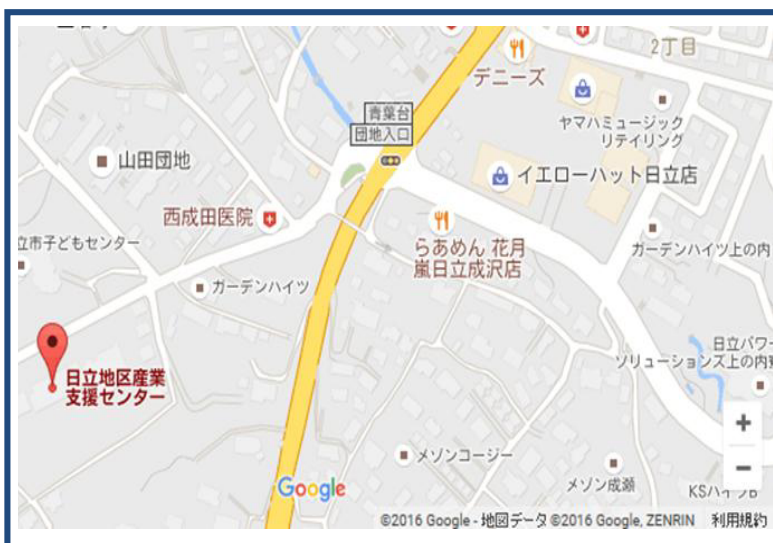 2丁目
デニーズ
青葉台
団地入口
ヤマハミュージック
リテイリング
山田団地
イエローハット日立店
西成田医院
らあめん 花月
嵐日立成沢店
立市子どもセンター
ガーデンハイツ上の内
ガーデンハイツ
日立パワー
ソリューションズ上の内寮
日立地区産業
支援センター
+
−
メゾンコージー
メゾン成瀬
KSハイツB
Google
©2016 Google - 地図データ ©2016 Google, ZENRIN 利用規約